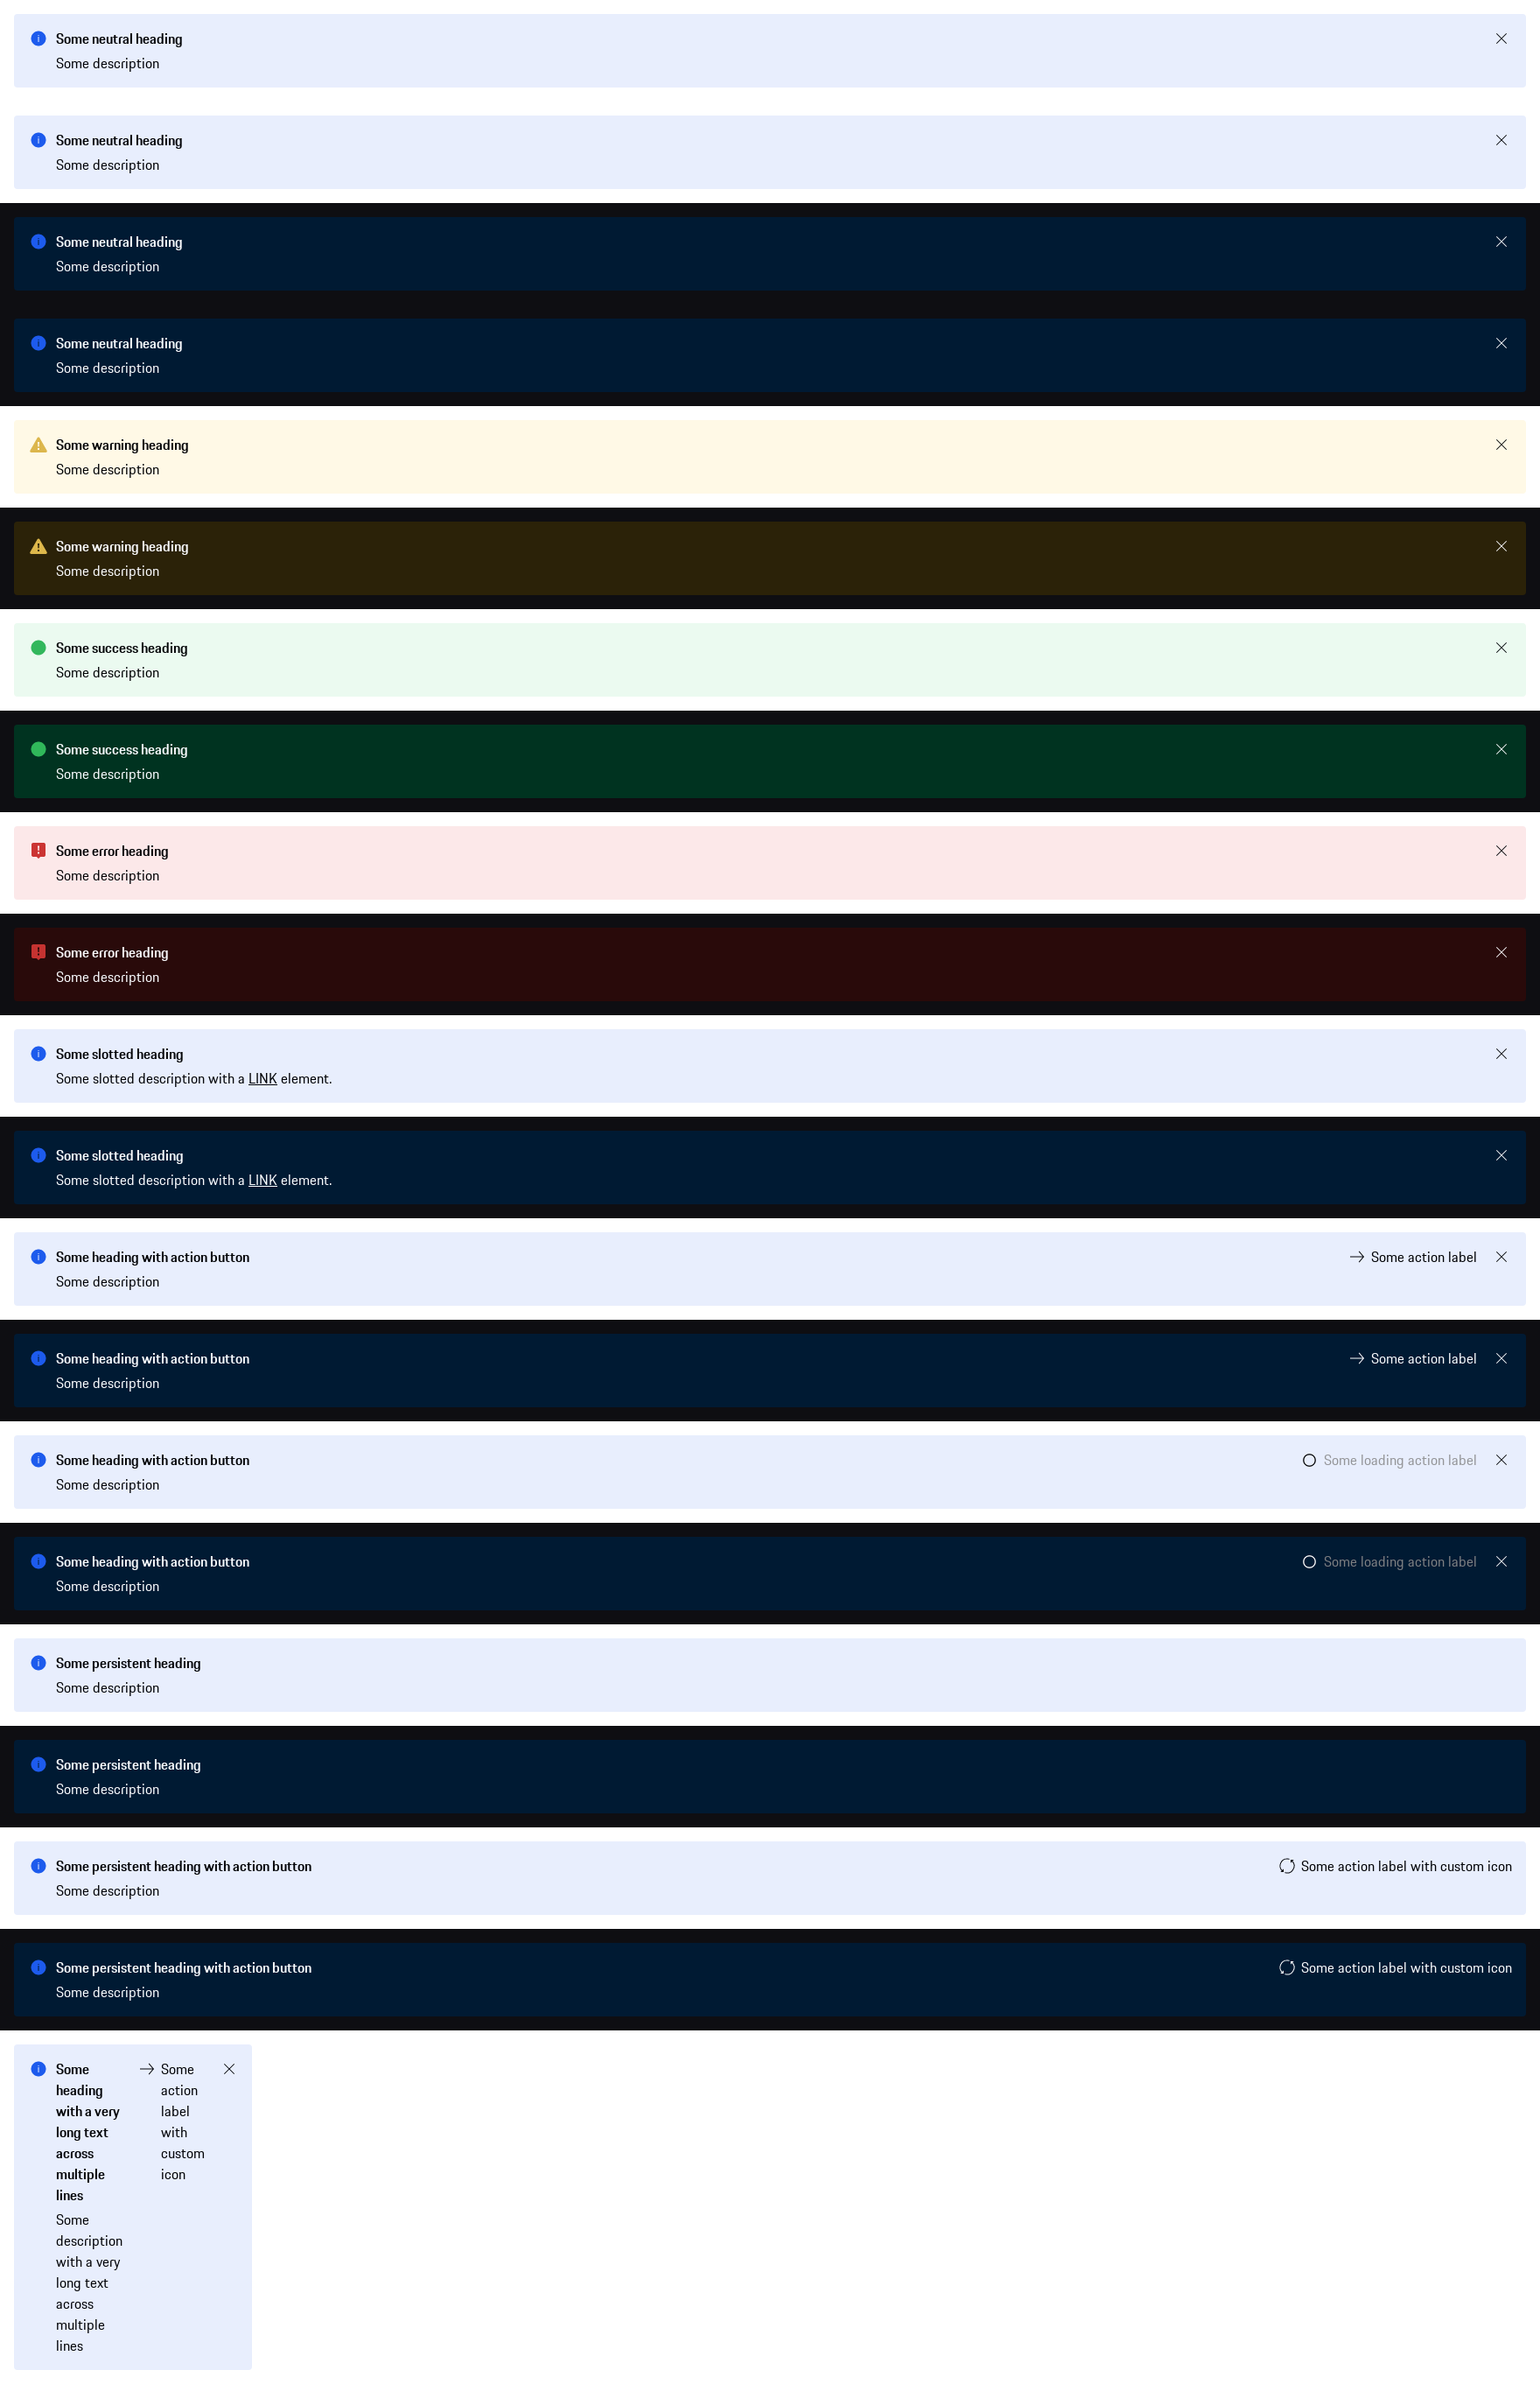 Some neutral heading
Some description
Some neutral heading
Some description
Some neutral heading
Some description
Some neutral heading
Some description
Some warning heading
Some description
Some warning heading
Some description
Some success heading
Some description
Some success heading
Some description
Some error heading
Some description
Some error heading
Some description
Some slotted heading
Some slotted description with a LINK element.
Some slotted heading
Some slotted description with a LINK element.
Some heading with action button
Some action label
Some description
Some heading with action button
Some action label
Some description
Some heading with action button
Some loading action label
Some description
Some heading with action button
Some loading action label
Some description
Some persistent heading
Some description
Some persistent heading
Some description
Some persistent heading with action button
Some action label with custom icon
Some description
Some persistent heading with action button
Some action label with custom icon
Some description
Some
heading
with a very
long text
across
multiple
lines
Some
description
with a very
long text
across
multiple
lines
Some
action
label
with
custom
icon